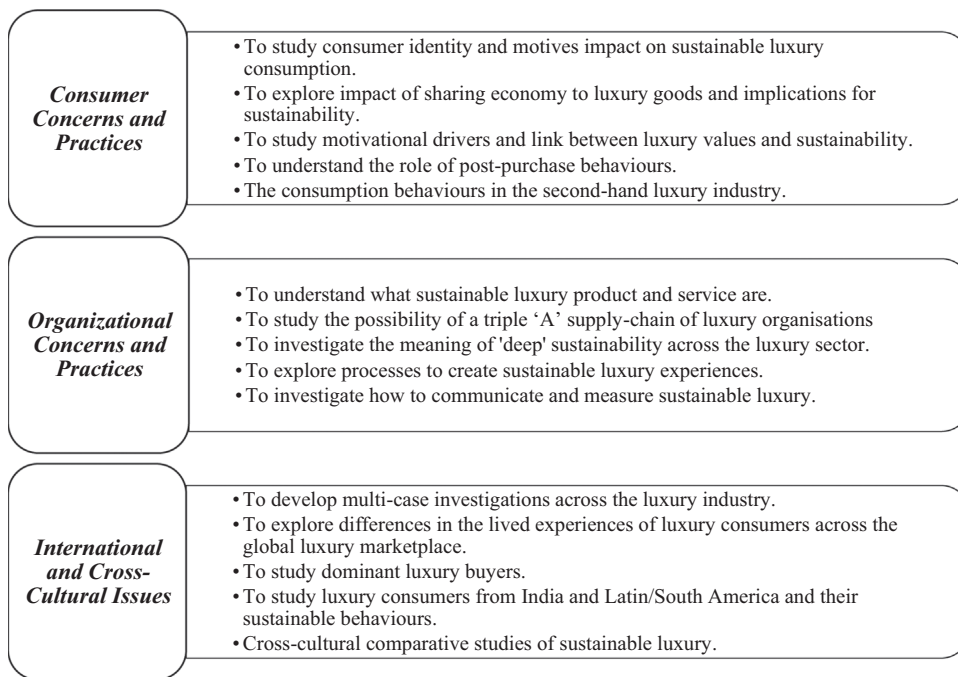 Consumer
Concerns and
Practices
•To study consumer identity and motives impact on sustainable luxury
consumption.
•To explore impact of sharing economy to luxury goods and implications for
sustainability.
•To study motivational drivers and link between luxury values and sustainability.
•To understand the role of post-purchase behaviours.
•The consumption behaviours in the second-hand luxury industry.
Organizational
Concerns and
Practices
•To understand what sustainable luxury product and service are.
•To study the possibility of a triple ‘A’ supply-chain of luxury organisations
•To investigate the meaning of 'deep' sustainability across the luxury sector.
•To explore processes to create sustainable luxury experiences.
•To investigate how to communicate and measure sustainable luxury.
International
and Cross-
Cultural Issues
•To develop multi-case investigations across the luxury industry.
•To explore differences in the lived experiences of luxury consumers across the
global luxury marketplace.
•To study dominant luxury buyers.
•To study luxury consumers from India and Latin/South America and their
sustainable behaviours.
•Cross-cultural comparative studies of sustainable luxury.